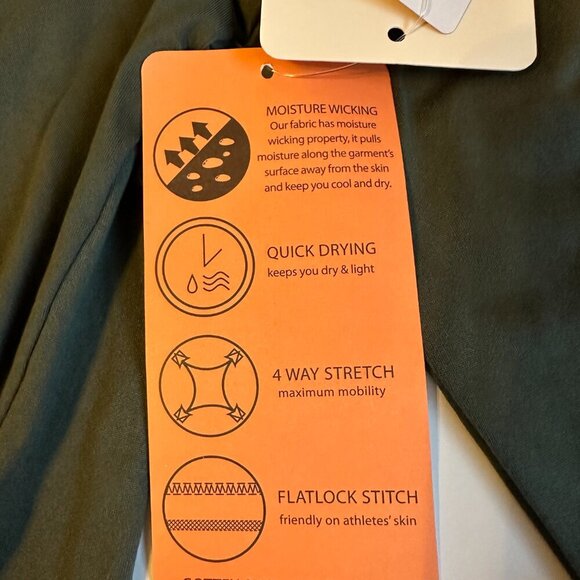 MOISTURE WICKING
Our fabric has moisture
wicking property, it pulls
moisture along the garment's
surface away from the skin
and keep you cool and dry.
QUICK DRYING
keeps you dry & light
4 WAY STRETCH
maximum mobility
FLATLOCK STITCH
friendly on athletes' skin